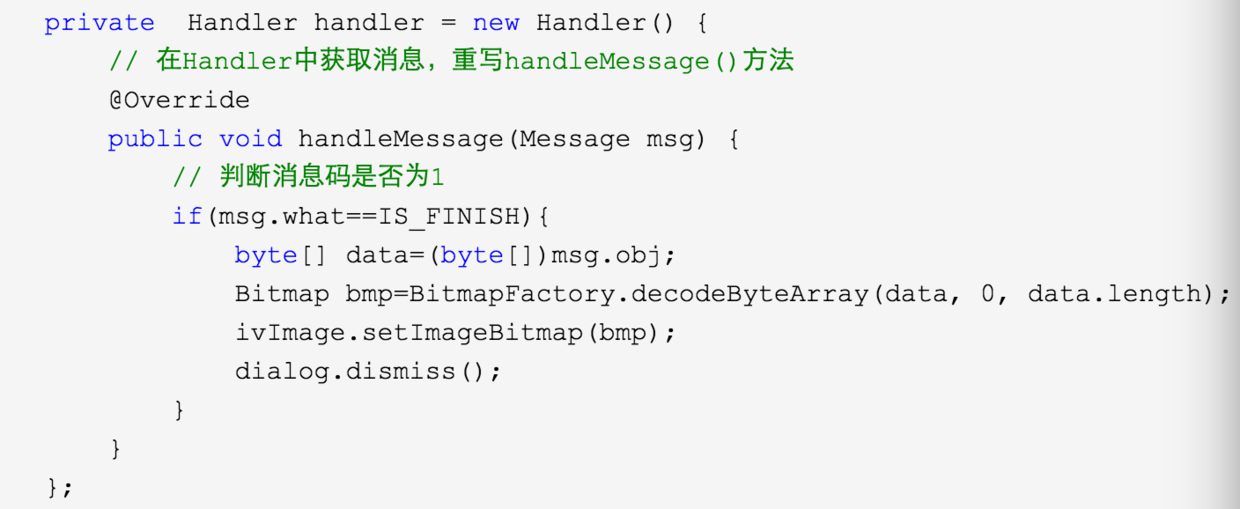 private  Handler handler = new Handler() {
    // 在Handler中获取消息，重写handleMessage()方法
    @Override
    public void handleMessage(Message msg) {
        // 判断消息码是否为1
        if(msg.what==IS_FINISH){
            byte[] data=(byte[])msg.obj;
            Bitmap bmp=BitmapFactory.decodeByteArray(data, 0, data.length);
            ivImage.setImageBitmap(bmp);
            dialog.dismiss();
        }
    }
};